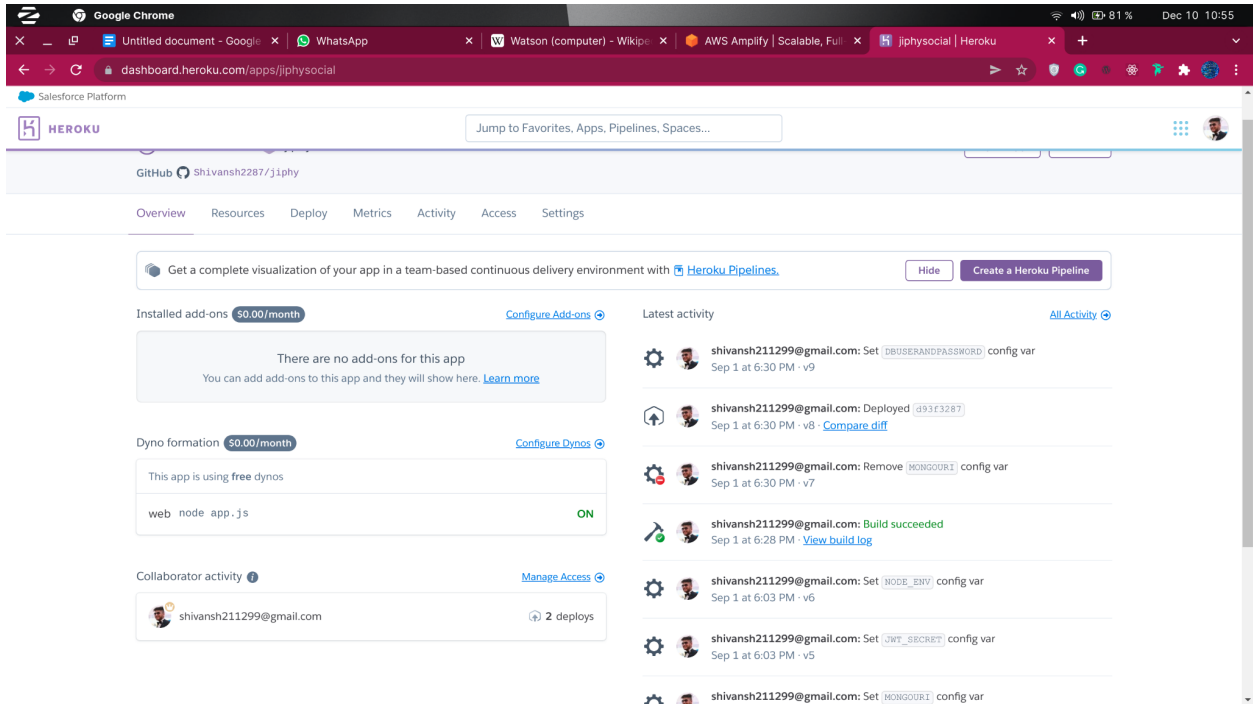 Google Chrome
81 %
Dec 10 10:55
Untitled document - Google
WhatsApp
Watson (computer) - Wikipe
AWS Amplify | Scalable, Full
jiphysocial | Heroku
dashboard.heroku.com/apps/jiphysocial
Salesforce Platform
HEROKU
Jump to Favorites, Apps, Pipelines, Spaces...
GitHub Shivansh2287/jiphy
Overview Resources Deploy Metrics Activity Access Settings
Get a complete visualization of your app in a team-based continuous delivery environment with Heroku Pipelines.
Hide
Create a Heroku Pipeline
Installed add-ons $0.00/month
Configure Add-ons
There are no add-ons for this app
You can add add-ons to this app and they will show here. Learn more
Dyno formation $0.00/month
Configure Dynos
This app is using free dynos
web node app.js ON
Collaborator activity
Manage Access
shivansh211299@gmail.com
2 deploys
Latest activity
All Activity
shivansh211299@gmail.com: Set DBUSERANDPASSWORD config var
Sep 1 at 6:30 PM · v9
shivansh211299@gmail.com: Deployed d93f3287
Sep 1 at 6:30 PM · v8 · Compare diff
shivansh211299@gmail.com: Remove MONGOURI config var
Sep 1 at 6:30 PM · v7
shivansh211299@gmail.com: Build succeeded
Sep 1 at 6:28 PM · View build log
shivansh211299@gmail.com: Set NODE_ENV config var
Sep 1 at 6:03 PM · v6
shivansh211299@gmail.com: Set JWT_SECRET config var
Sep 1 at 6:03 PM · v5
shivansh211299@gmail.com: Set MONGOURI config var